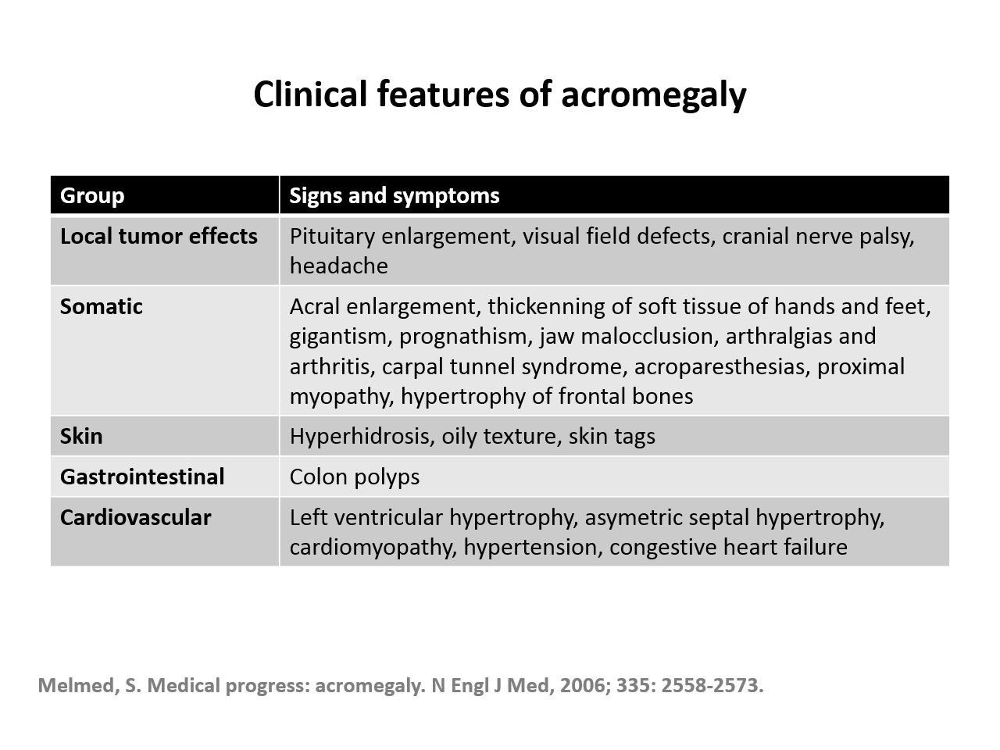 Clinical features of acromegaly
Group
Signs and symptoms
Local tumor effects
Pituitary enlargement, visual field defects, cranial nerve palsy,
headache
Somatic
Acral enlargement, thickenning of soft tissue of hands and feet,
gigantism, prognathism, jaw malocclusion, arthralgias and
arthritis, carpal tunnel syndrome, acroparesthesias, proximal
myopathy, hypertrophy of frontal bones
Skin
Hyperhidrosis, oily texture, skin tags
Gastrointestinal
Colon polyps
Cardiovascular
Left ventricular hypertrophy, asymetric septal hypertrophy,
cardiomyopathy, hypertension, congestive heart failure
Melmed, S. Medical progress: acromegaly. N Engl J Med, 2006; 335: 2558-2573.